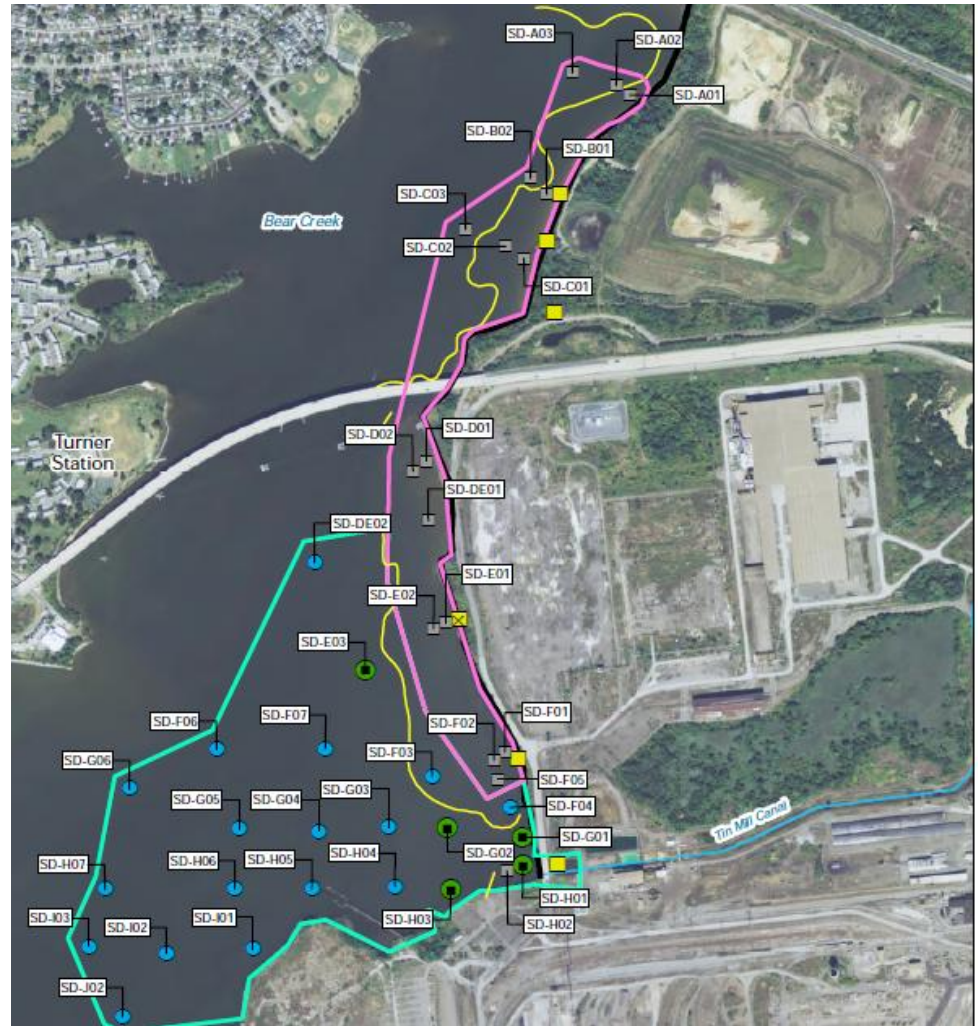 SD-A03
SD-A02
SD-A01
SD-B02
SD-B01
SD-C03
Bear Creek
SD-C02
SD-C01
SD-D01
SD-D02
Turner
Station
SD-DE01
SD-DE02
SD-E01
SD-E02
SD-E03
SD-F01
SD-F06
SD-F07
SD-F02
SD-F03
SD-G06
SD-F05
SD-G03
SD-G04
SD-G05
SD-F04
Tin Mill Canal
SD-G01
SD-G02
SD-H07
SD-H06
SD-H05
SD-H04
SD-H01
SD-I03
SD-I02
SD-I01
SD-H03
SD-H02
SD-J02